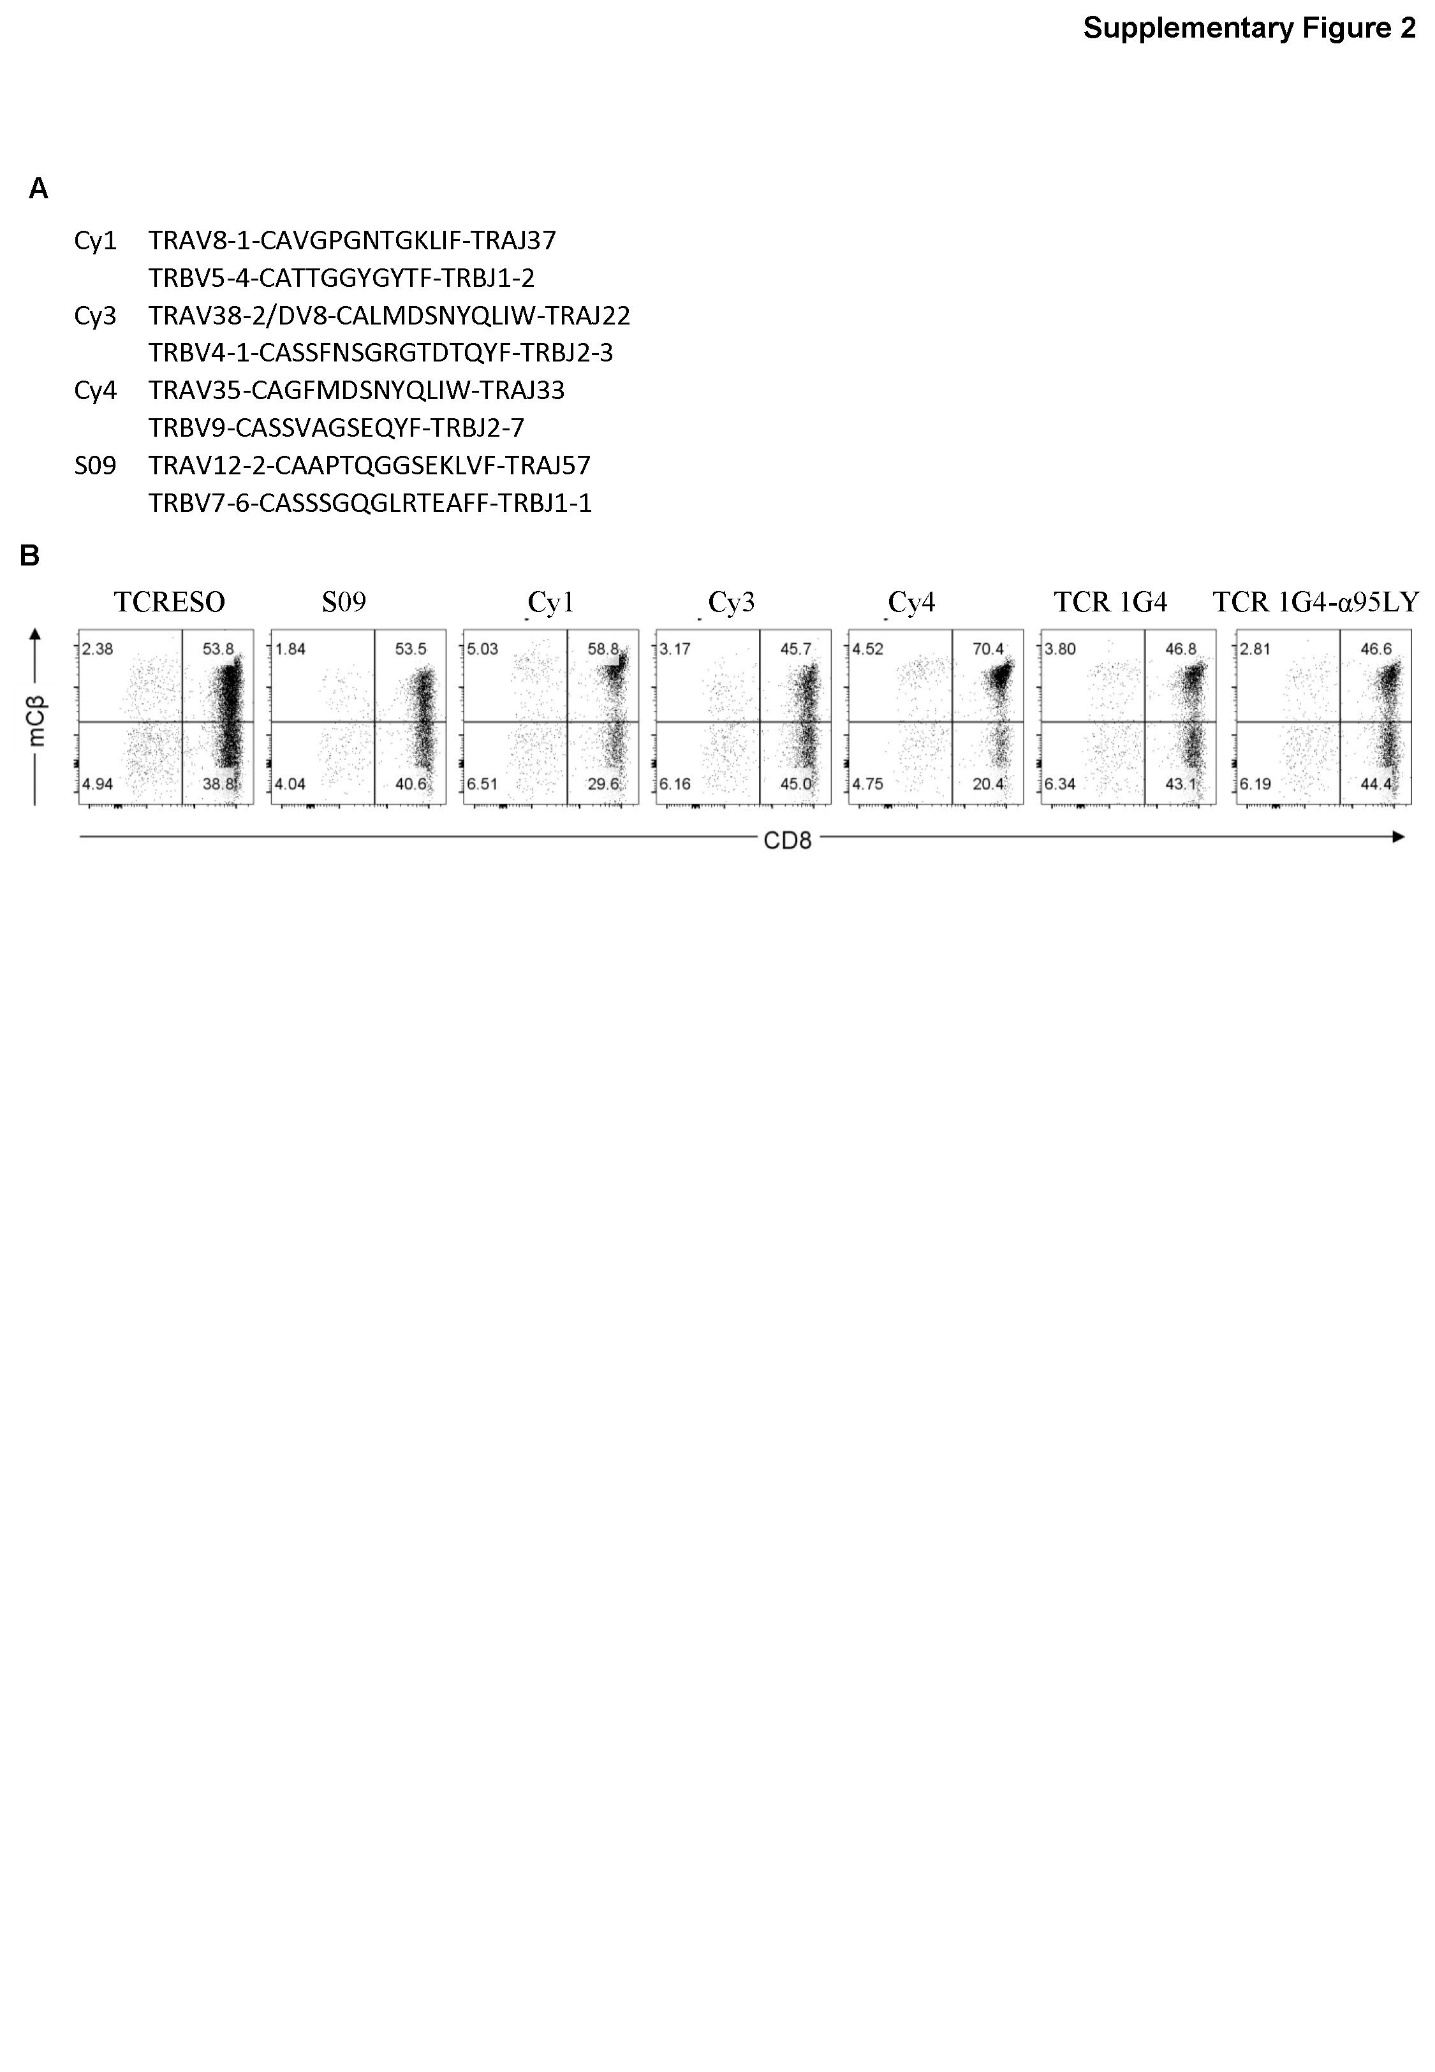 Supplementary Figure 2
A
Cy1 TRAV8-1-CAVGPGNTGKLIF-TRAJ37
TRBV5-4-CATTGGYGYTF-TRBJ1-2
Cy3 TRAV38-2/DV8-CALMDSNYQLIW-TRAJ22
TRBV4-1-CASSFNSGRGTDTQYF-TRBJ2-3
Cy4 TRAV35-CAGFMDSNYQLIW-TRAJ33
TRBV9-CASSVAGSEQYF-TRBJ2-7
S09 TRAV12-2-CAAPTQGGSEKLVF-TRAJ57
TRBV7-6-CASSSGQGLRTEAFF-TRBJ1-1
B
TCRESO S09 Cy1 Cy3 Cy4 TCR 1G4 TCR 1G4-α95LY
2.38 53.8 1.84 53.5 5.03 58.8 3.17 45.7 4.52 70.4 3.80 46.8 2.81 46.6
mCβ
4.94 38.8 4.04 40.6 6.51 29.6 6.16 45.0 4.75 20.4 6.34 43.1 6.19 44.4
CD8